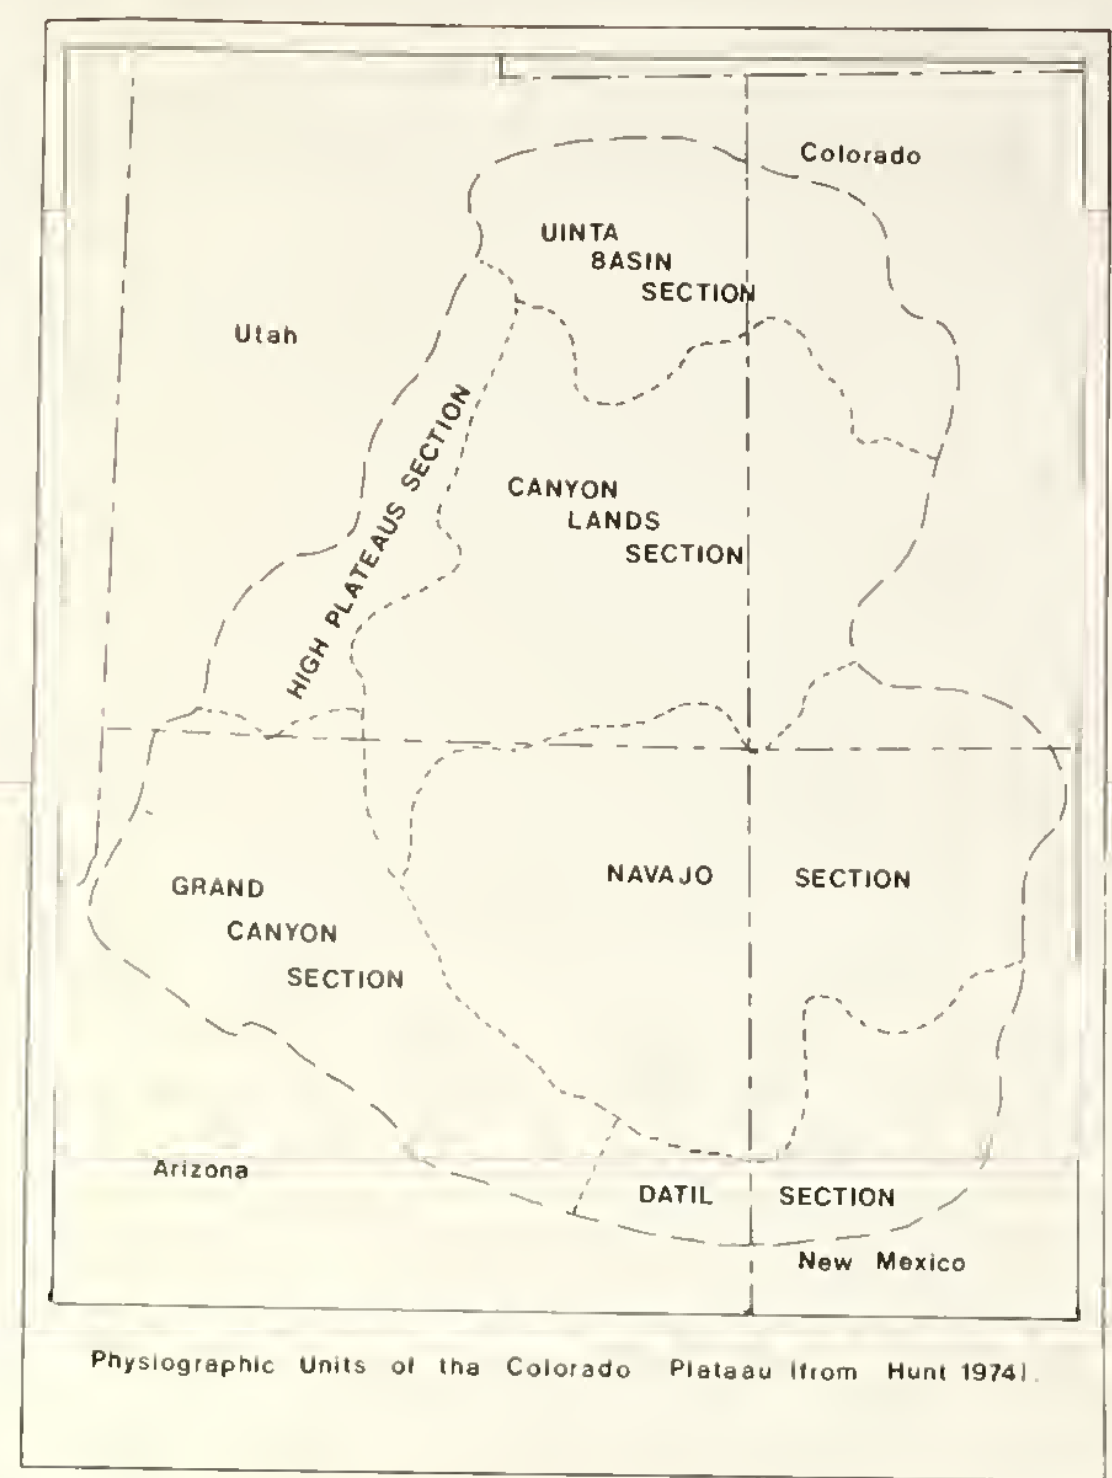 Colorado
UINTA
BASIN
SECTION
Utah
HIGH PLATEAUS SECTION
CANYON
LANDS
SECTION
NAVAJO SECTION
GRAND
CANYON
SECTION
Arizona
DATIL SECTION
New Mexico
Physiographic Units of tha Colorado Plataau (from Hunt 1974).